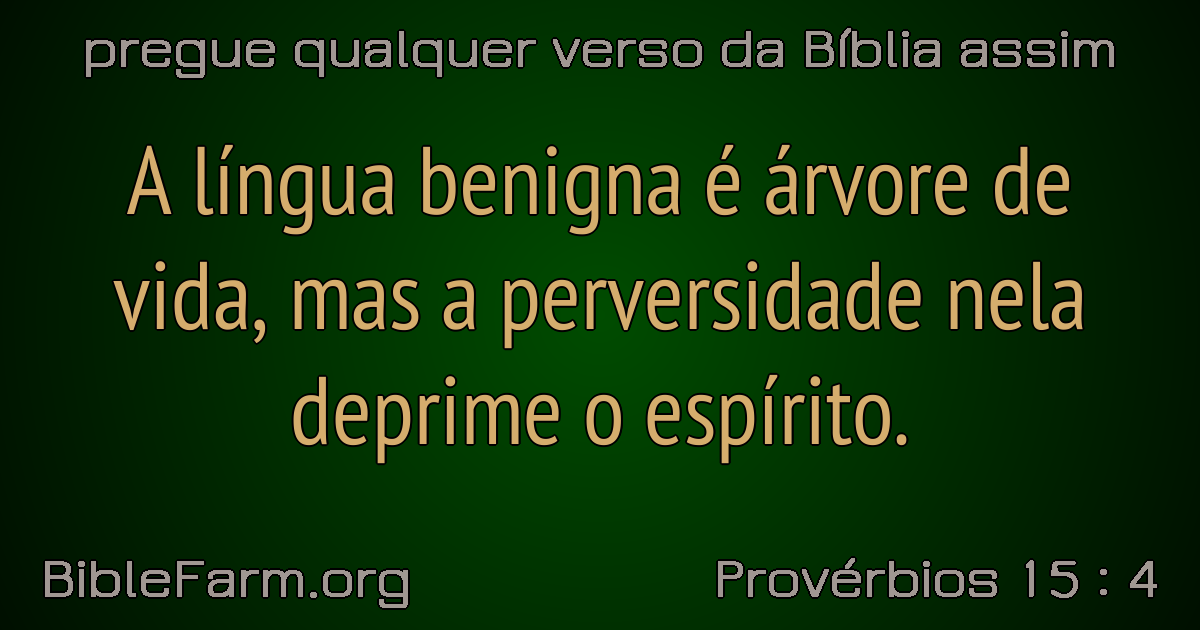 pregue qualquer verso da Bíblia assim
A língua benigna é árvore de
vida, mas a perversidade nela
deprime o espírito.
BibleFarm.org
Provérbios 15 : 4